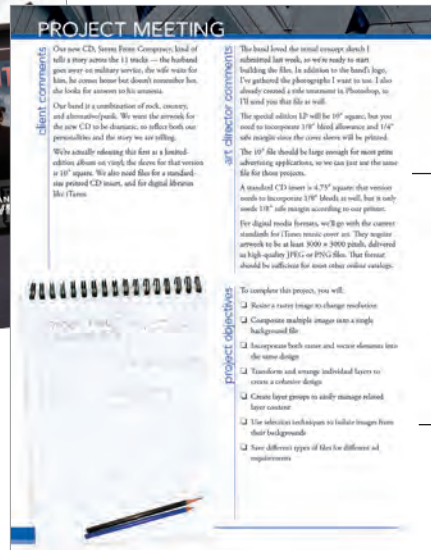 PROJECT MEETING
client comments
Our new CD, Seven From Conspiracy, kind of
tells a story across the 11 tracks — the husband
goes away on military service, the wife waits for
him, he comes home but doesn't remember her,
she looks for answers to his amnesia.
Our band is a combination of rock, country,
and alternative/punk. We want the artwork for
the new CD to be dramatic, to reflect both our
personalities and the story we are telling.
We're actually releasing this first as a limited-
edition album on vinyl; the sleeve for that version
is 10" square. We also need files for a standard-
size printed CD insert, and for digital libraries
like iTunes.
art director comments
The band loved the initial concept sketch I
submitted last week, so we're ready to start
building the files. In addition to the band's logo,
I've gathered the photographs I want to use. I also
already created a title treatment in Photoshop, so
I'll send you that file as well.
The special edition LP will be 10" square, but you
need to incorporate 1/8" bleed allowance and 1/4"
safe margin since the cover sleeve will be printed.
The 10" file should be large enough for most print
advertising applications, so we can just use the same
file for those projects.
A standard CD insert is 4.75" square; that version
needs to incorporate 1/8" bleeds as well, but it only
needs 1/8" safe margin according to our printer.
For digital media formats, we'll go with the current
standards for iTunes music cover art. They require
artwork to be at least 3000 × 3000 pixels, delivered
as high-quality JPEG or PNG files. That format
should be sufficient for most other online catalogs.
project objectives
To complete this project, you will:
❏ Resize a raster image to change resolution
❏ Composite multiple images into a single
background file
❏ Incorporate both raster and vector elements into
the same design
❏ Transform and arrange individual layers to
create a cohesive design
❏ Create layer groups to easily manage related
layer content
❏ Use selection techniques to isolate images from
their backgrounds
❏ Save different types of files for different ad
requirements